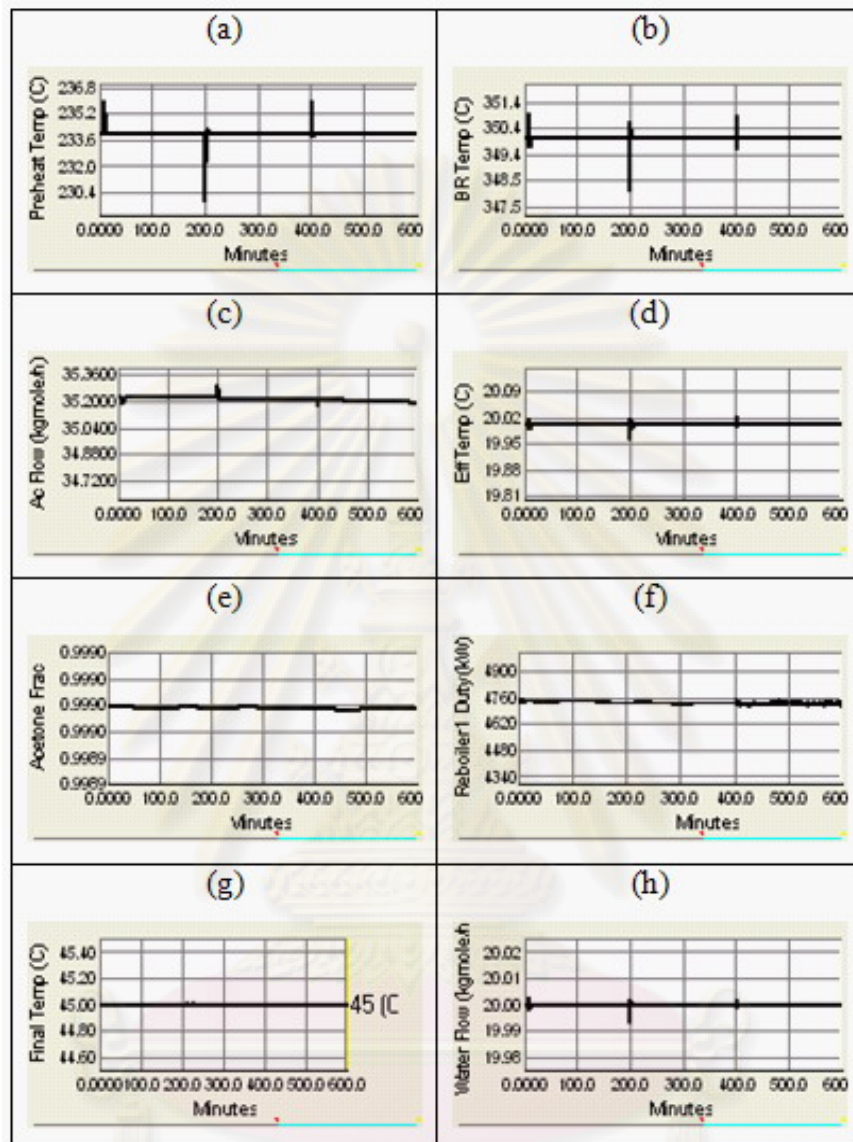 (a)
Preheat Temp (C)
236.8
235.2
233.6
232.0
230.4
0.0000 100.0 200.0 300.0 400.0 500.0 600
Minutes
(b)
BR Temp (C)
351.4
350.4
349.4
348.5
347.5
0.0000 100.0 200.0 300.0 400.0 500.0 600
Minutes
(c)
Ac Flow (kgmole/h
35.3600
35.2000
35.0400
34.8800
34.7200
0.0000 100.0 200.0 300.0 400.0 500.0 600
Minutes
(d)
Eff Temp (C)
20.09
20.02
19.95
19.88
19.81
0.0000 100.0 200.0 300.0 400.0 500.0 600
Minutes
(e)
Acetone Frac
0.9990
0.9990
0.9990
0.9990
0.9989
0.9989
0.0000 100.0 200.0 300.0 400.0 500.0 600
Minutes
(f)
Reboiler1 Duty (kW)
4900
4760
4620
4480
4340
0.0000 100.0 200.0 300.0 400.0 500.0 600
Minutes
(g)
Final Temp (C)
45.40
45.20
45.00
44.80
44.60
0.0000 100.0 200.0 300.0 400.0 500.0 600.0
45 (C
Minutes
(h)
Water Flow (kgmole/h
20.02
20.01
20.00
19.99
19.98
0.0000 100.0 200.0 300.0 400.0 500.0 600
Minutes